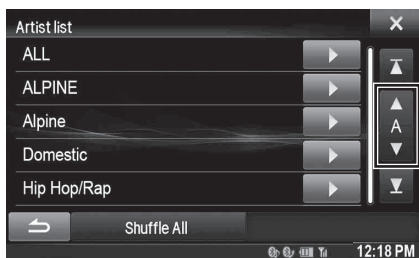 Artist list
ALL
ALPINE
Alpine
A
Domestic
Hip Hop/Rap
Shuffle All
12:18 PM